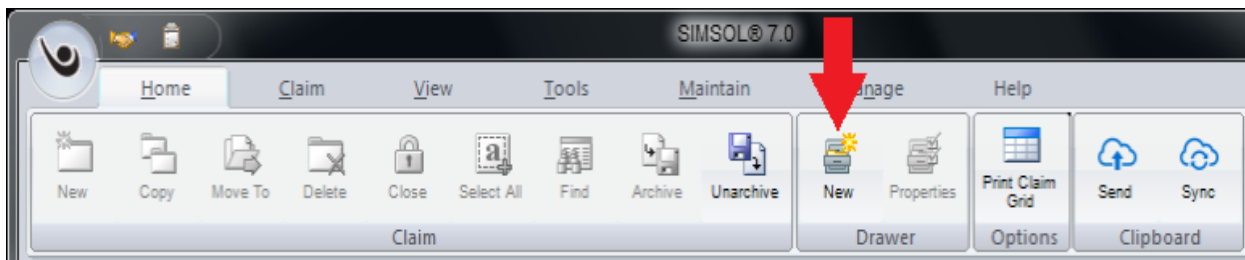 SIMSOL® 7.0
Home Claim View Tools Maintain Manage Help
New Copy Move To Delete Close Select All Find Archive Unarchive New Properties Print Claim Grid Send Sync
Claim Drawer Options Clipboard